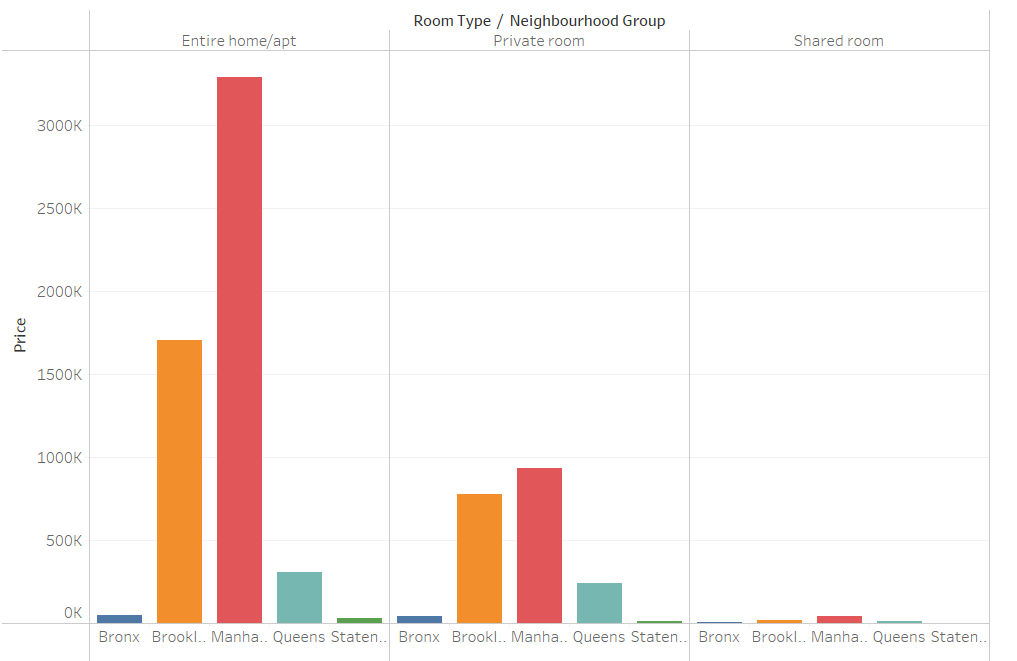 Room Type / Neighbourhood Group
Entire home/apt Private room Shared room
3000K
2500K
2000K
1500K
1000K
500K
0K
Price
Bronx Brookl.. Manha.. Queens Staten.. Bronx Brookl.. Manha.. Queens Staten.. Bronx Brookl.. Manha.. Queens Staten..